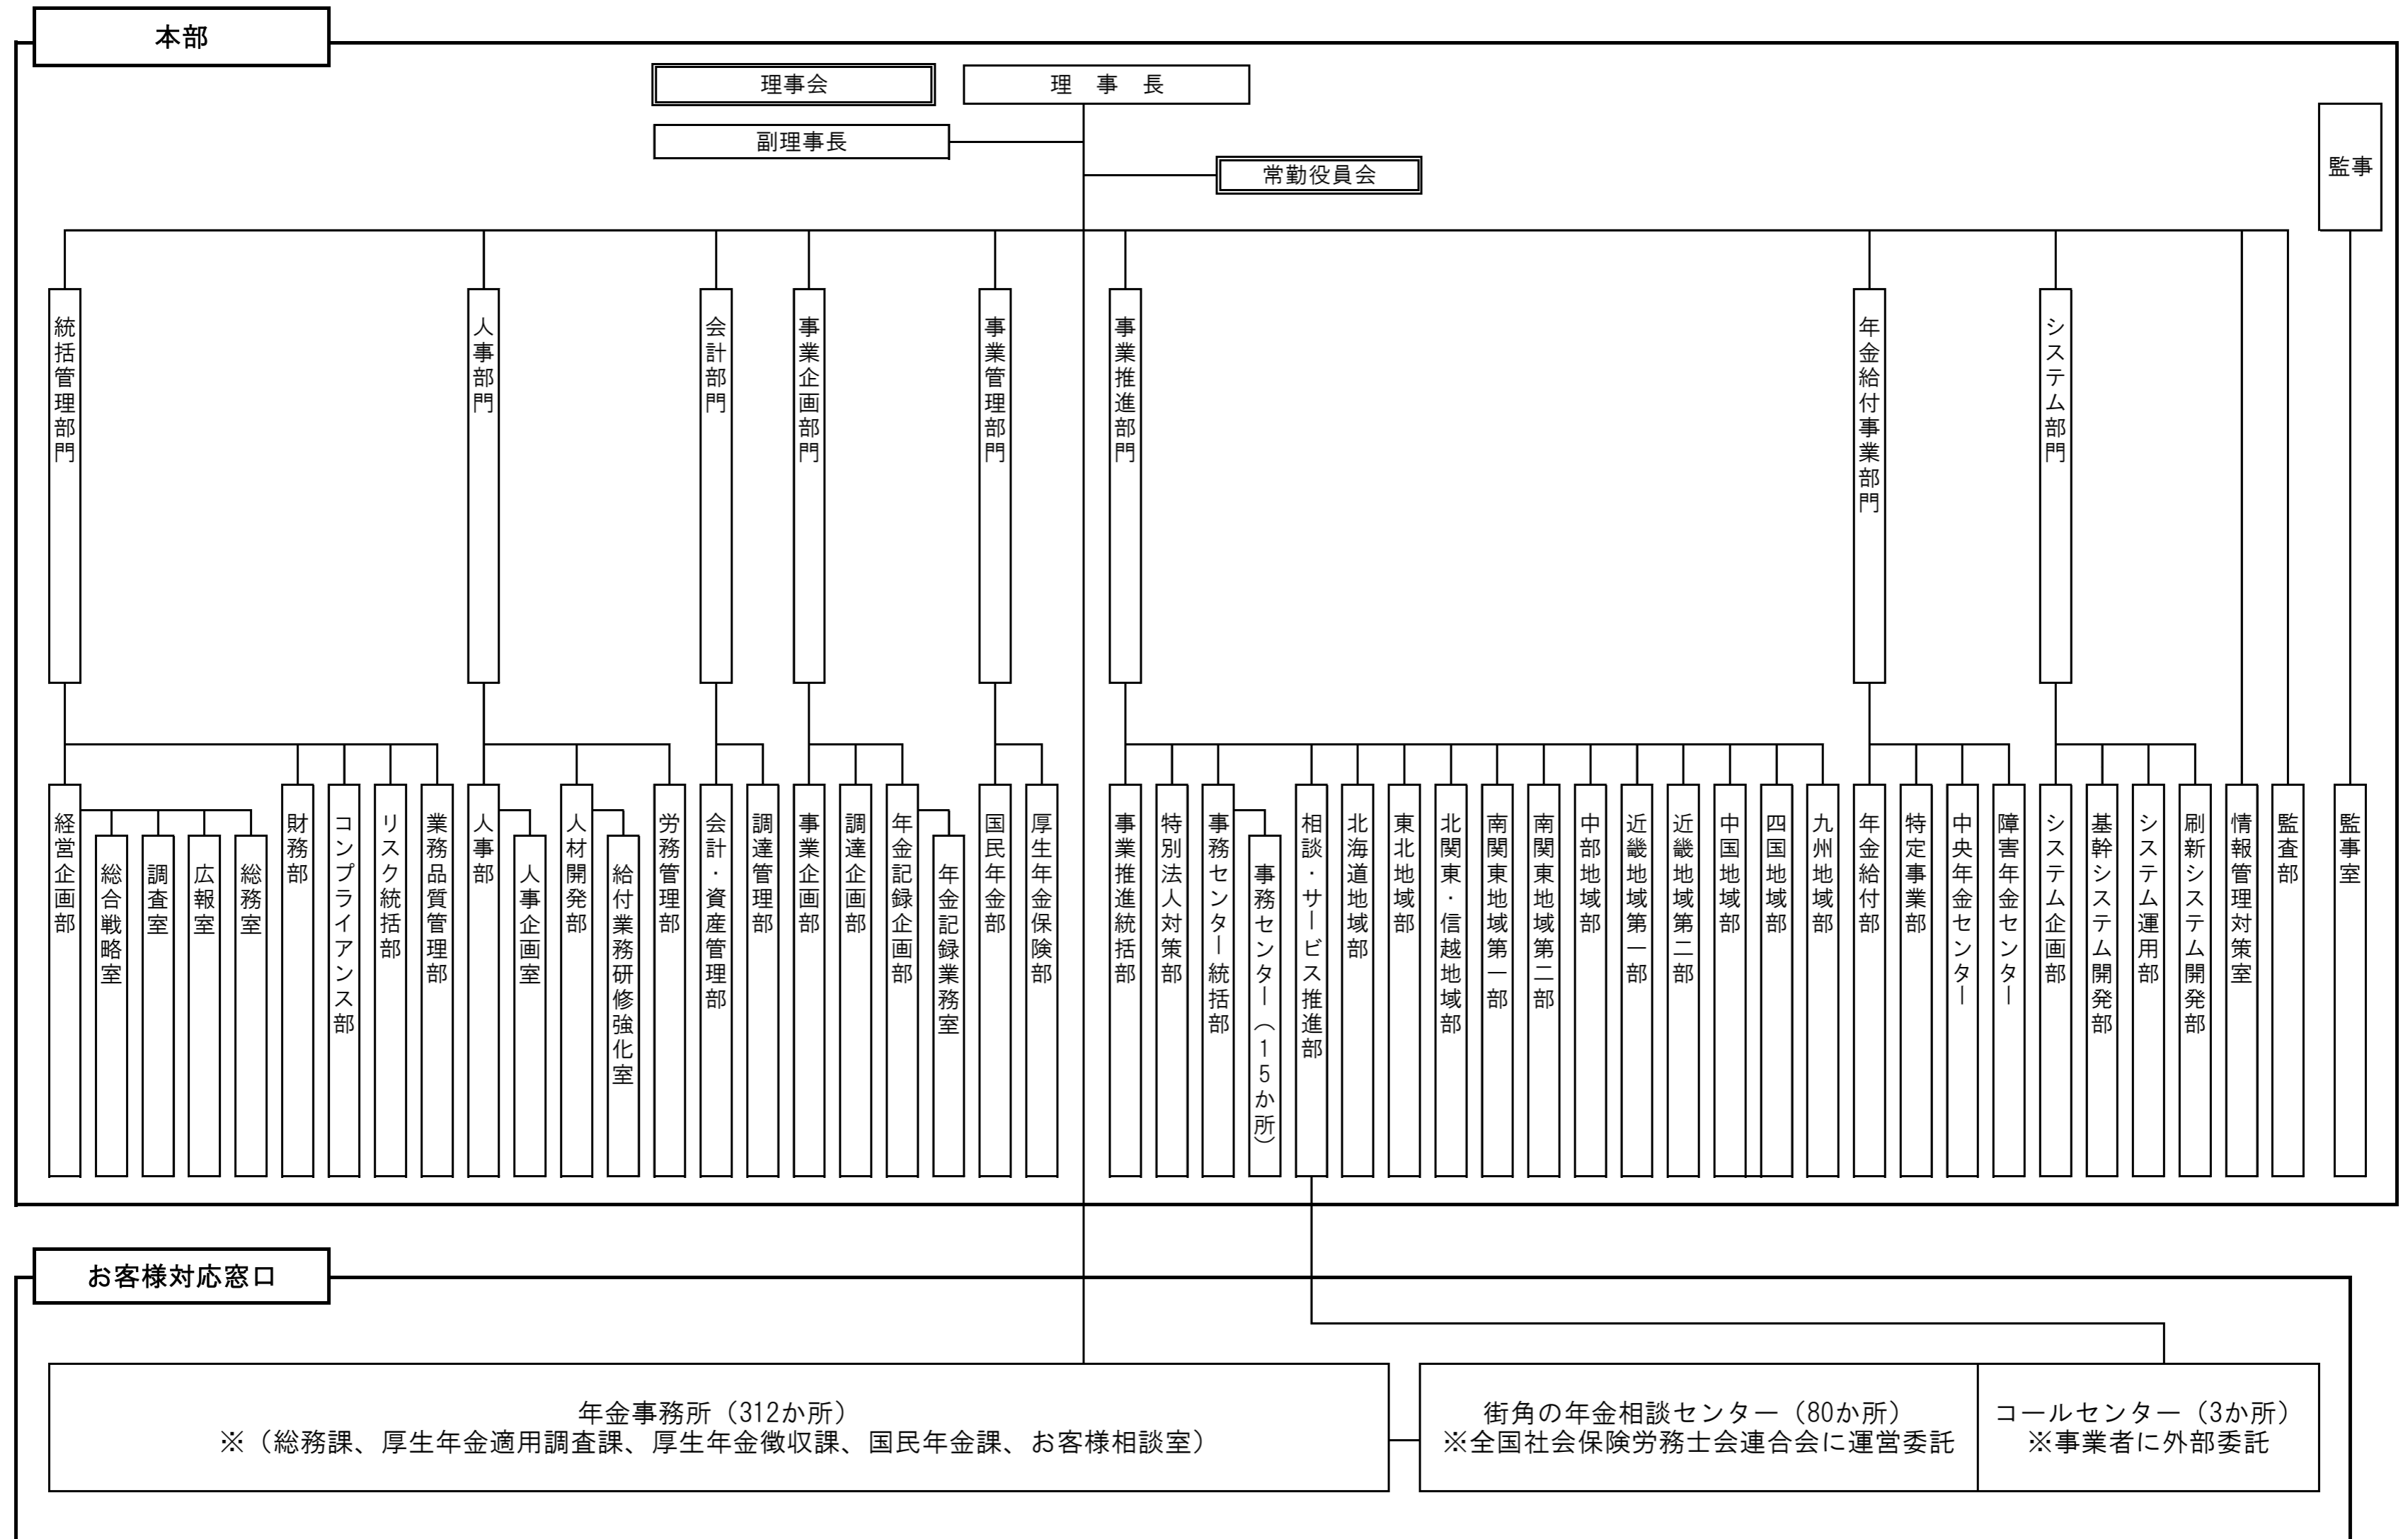 本部
理事会
理　事　長
副理事長
常勤役員会
監事
統括管理部門
人事部門
会計部門
事業企画部門
事業管理部門
事業推進部門
年金給付事業部門
システム部門
経営企画部
総合戦略室
調査室
広報室
総務室
財務部
コンプライアンス部
リスク統括部
業務品質管理部
人事部
人事企画室
人材開発部
給付業務研修強化室
労務管理部
会計・資産管理部
調達管理部
事業企画部
調達企画部
年金記録企画部
年金記録業務室
国民年金部
厚生年金保険部
事業推進統括部
特別法人対策部
事務センター統括部
事務センター（15か所）
相談・サービス推進部
北海道地域部
東北地域部
北関東・信越地域部
南関東地域第一部
南関東地域第二部
中部地域部
近畿地域第一部
近畿地域第二部
中国地域部
四国地域部
九州地域部
年金給付部
特定事業部
中央年金センター
障害年金センター
システム企画部
基幹システム開発部
システム運用部
刷新システム開発部
情報管理対策室
監査部
監事室
お客様対応窓口
年金事務所（312か所）
※（総務課、厚生年金適用調査課、厚生年金徴収課、国民年金課、お客様相談室）
街角の年金相談センター（80か所）
※全国社会保険労務士会連合会に運営委託
コールセンター（3か所）
※事業者に外部委託